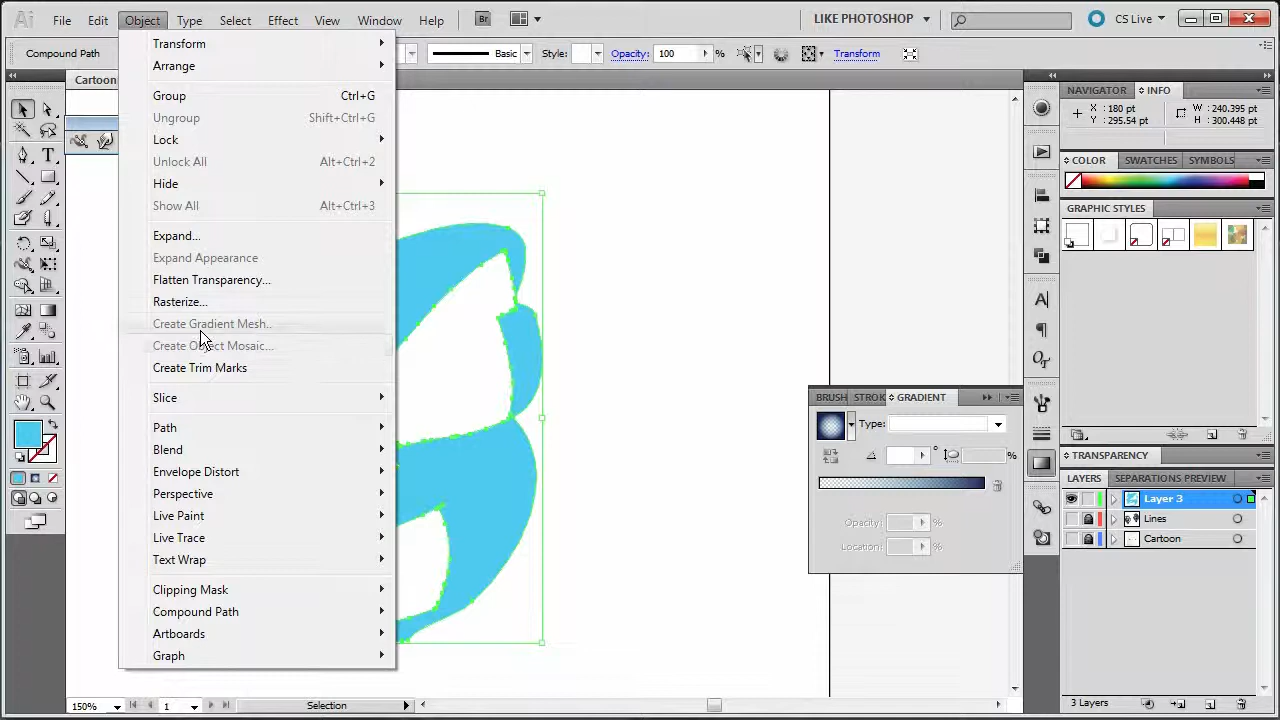 Ai File Edit Object Type Select Effect View Window Help Br LIKE PHOTOSHOP CS Live
Compound Path Basic Style: Opacity: 100 % Transform
Cartoon
Transform
Arrange
Group Ctrl+G
Ungroup Shift+Ctrl+G
Lock
Unlock All Alt+Ctrl+2
Hide
Show All Alt+Ctrl+3
Expand...
Expand Appearance
Flatten Transparency...
Rasterize...
Create Gradient Mesh...
Create Object Mosaic...
Create Trim Marks
Slice
Path
Blend
Envelope Distort
Perspective
Live Paint
Live Trace
Text Wrap
Clipping Mask
Compound Path
Artboards
Graph
NAVIGATOR INFO
X : 180 pt W : 240.395 pt
Y : 295.54 pt H : 300.448 pt
COLOR SWATCHES SYMBOLS
GRAPHIC STYLES
BRUSH STROK GRADIENT
Type:
° %
Opacity: %
Location: %
TRANSPARENCY
LAYERS SEPARATIONS PREVIEW
Layer 3
Lines
Cartoon
150% 1 Selection 3 Layers